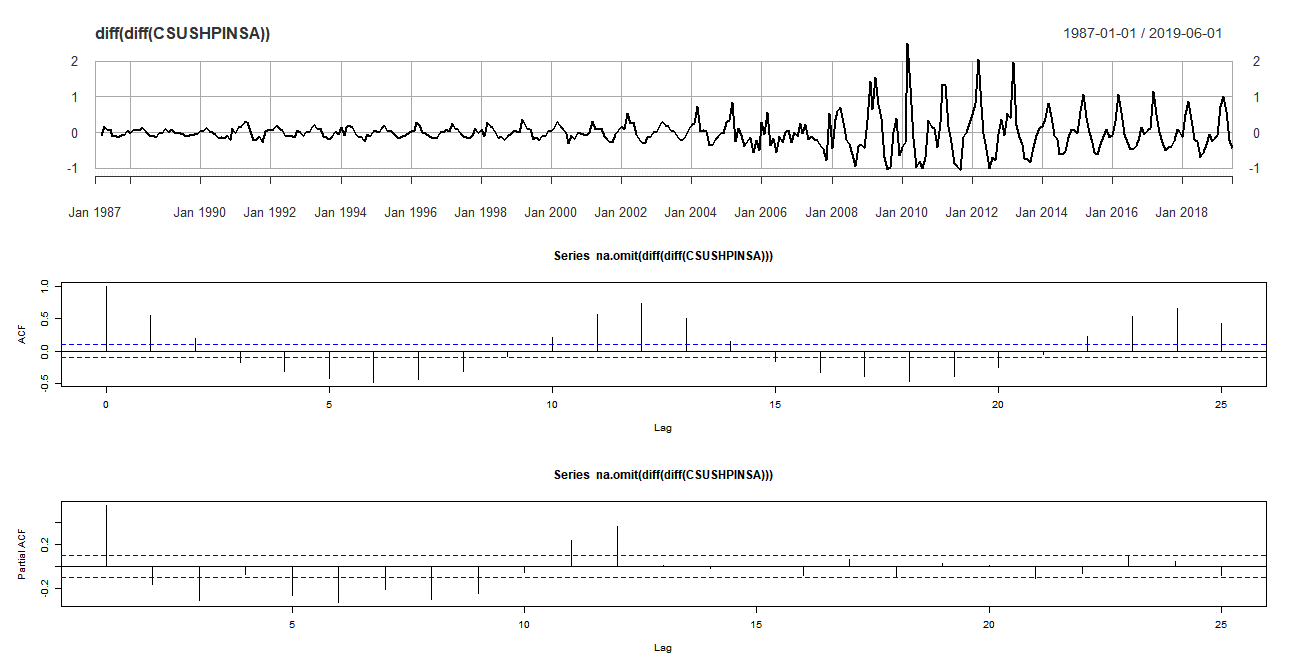 diff(diff(CSUSHPINSA)) 1987-01-01 / 2019-06-01
2 2
1 1
0 0
-1 -1
Jan 1987 Jan 1990 Jan 1992 Jan 1994 Jan 1996 Jan 1998 Jan 2000 Jan 2002 Jan 2004 Jan 2006 Jan 2008 Jan 2010 Jan 2012 Jan 2014 Jan 2016 Jan 2018
Series na.omit(diff(diff(CSUSHPINSA)))
ACF
1.0
0.5
0.0
-0.5
0 5 10 15 20 25
Lag
Series na.omit(diff(diff(CSUSHPINSA)))
Partial ACF
0.2
-0.2
5 10 15 20 25
Lag